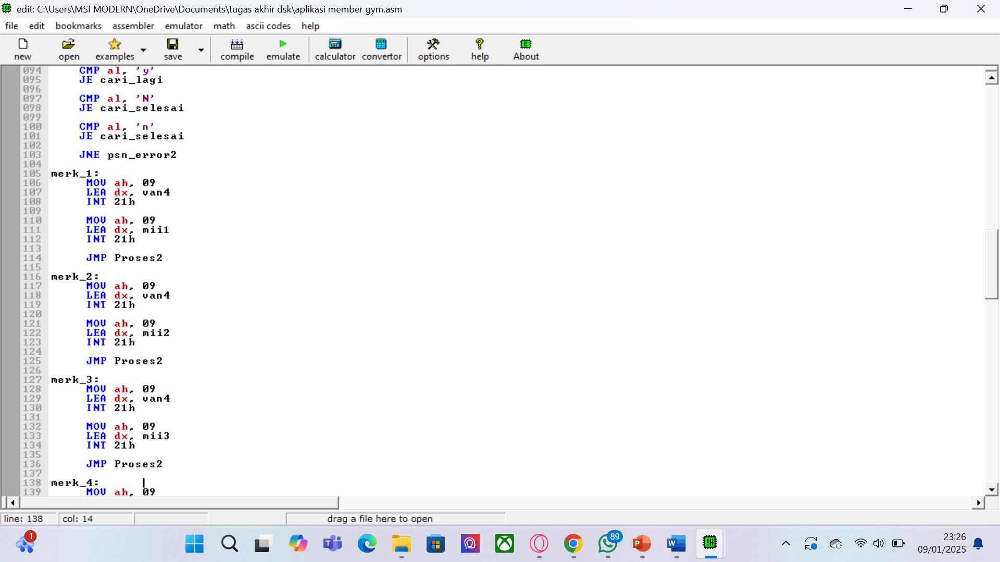 edit: C:\Users\MSI MODERN\OneDrive\Documents\tugas akhir dsk\aplikasi member gym.asm
file edit bookmarks assembler emulator math ascii codes help
new open examples save compile emulate calculator convertor options help About
094 CMP al, 'y'
095 JE cari_lagi
096
097 CMP al, 'N'
098 JE cari_selesai
099
100 CMP al, 'n'
101 JE cari_selesai
102
103 JNE psn_error2
104
105 merk_1:
106 MOV ah, 09
107 LEA dx, van4
108 INT 21h
109
110 MOV ah, 09
111 LEA dx, mii1
112 INT 21h
113
114 JMP Proses2
115
116 merk_2:
117 MOV ah, 09
118 LEA dx, van4
119 INT 21h
120
121 MOV ah, 09
122 LEA dx, mii2
123 INT 21h
124
125 JMP Proses2
126
127 merk_3:
128 MOV ah, 09
129 LEA dx, van4
130 INT 21h
131
132 MOV ah, 09
133 LEA dx, mii3
134 INT 21h
135
136 JMP Proses2
137
138 merk_4:
139 MOV ah, 09
line: 138 col: 14 drag a file here to open
1
89
23:26
09/01/2025